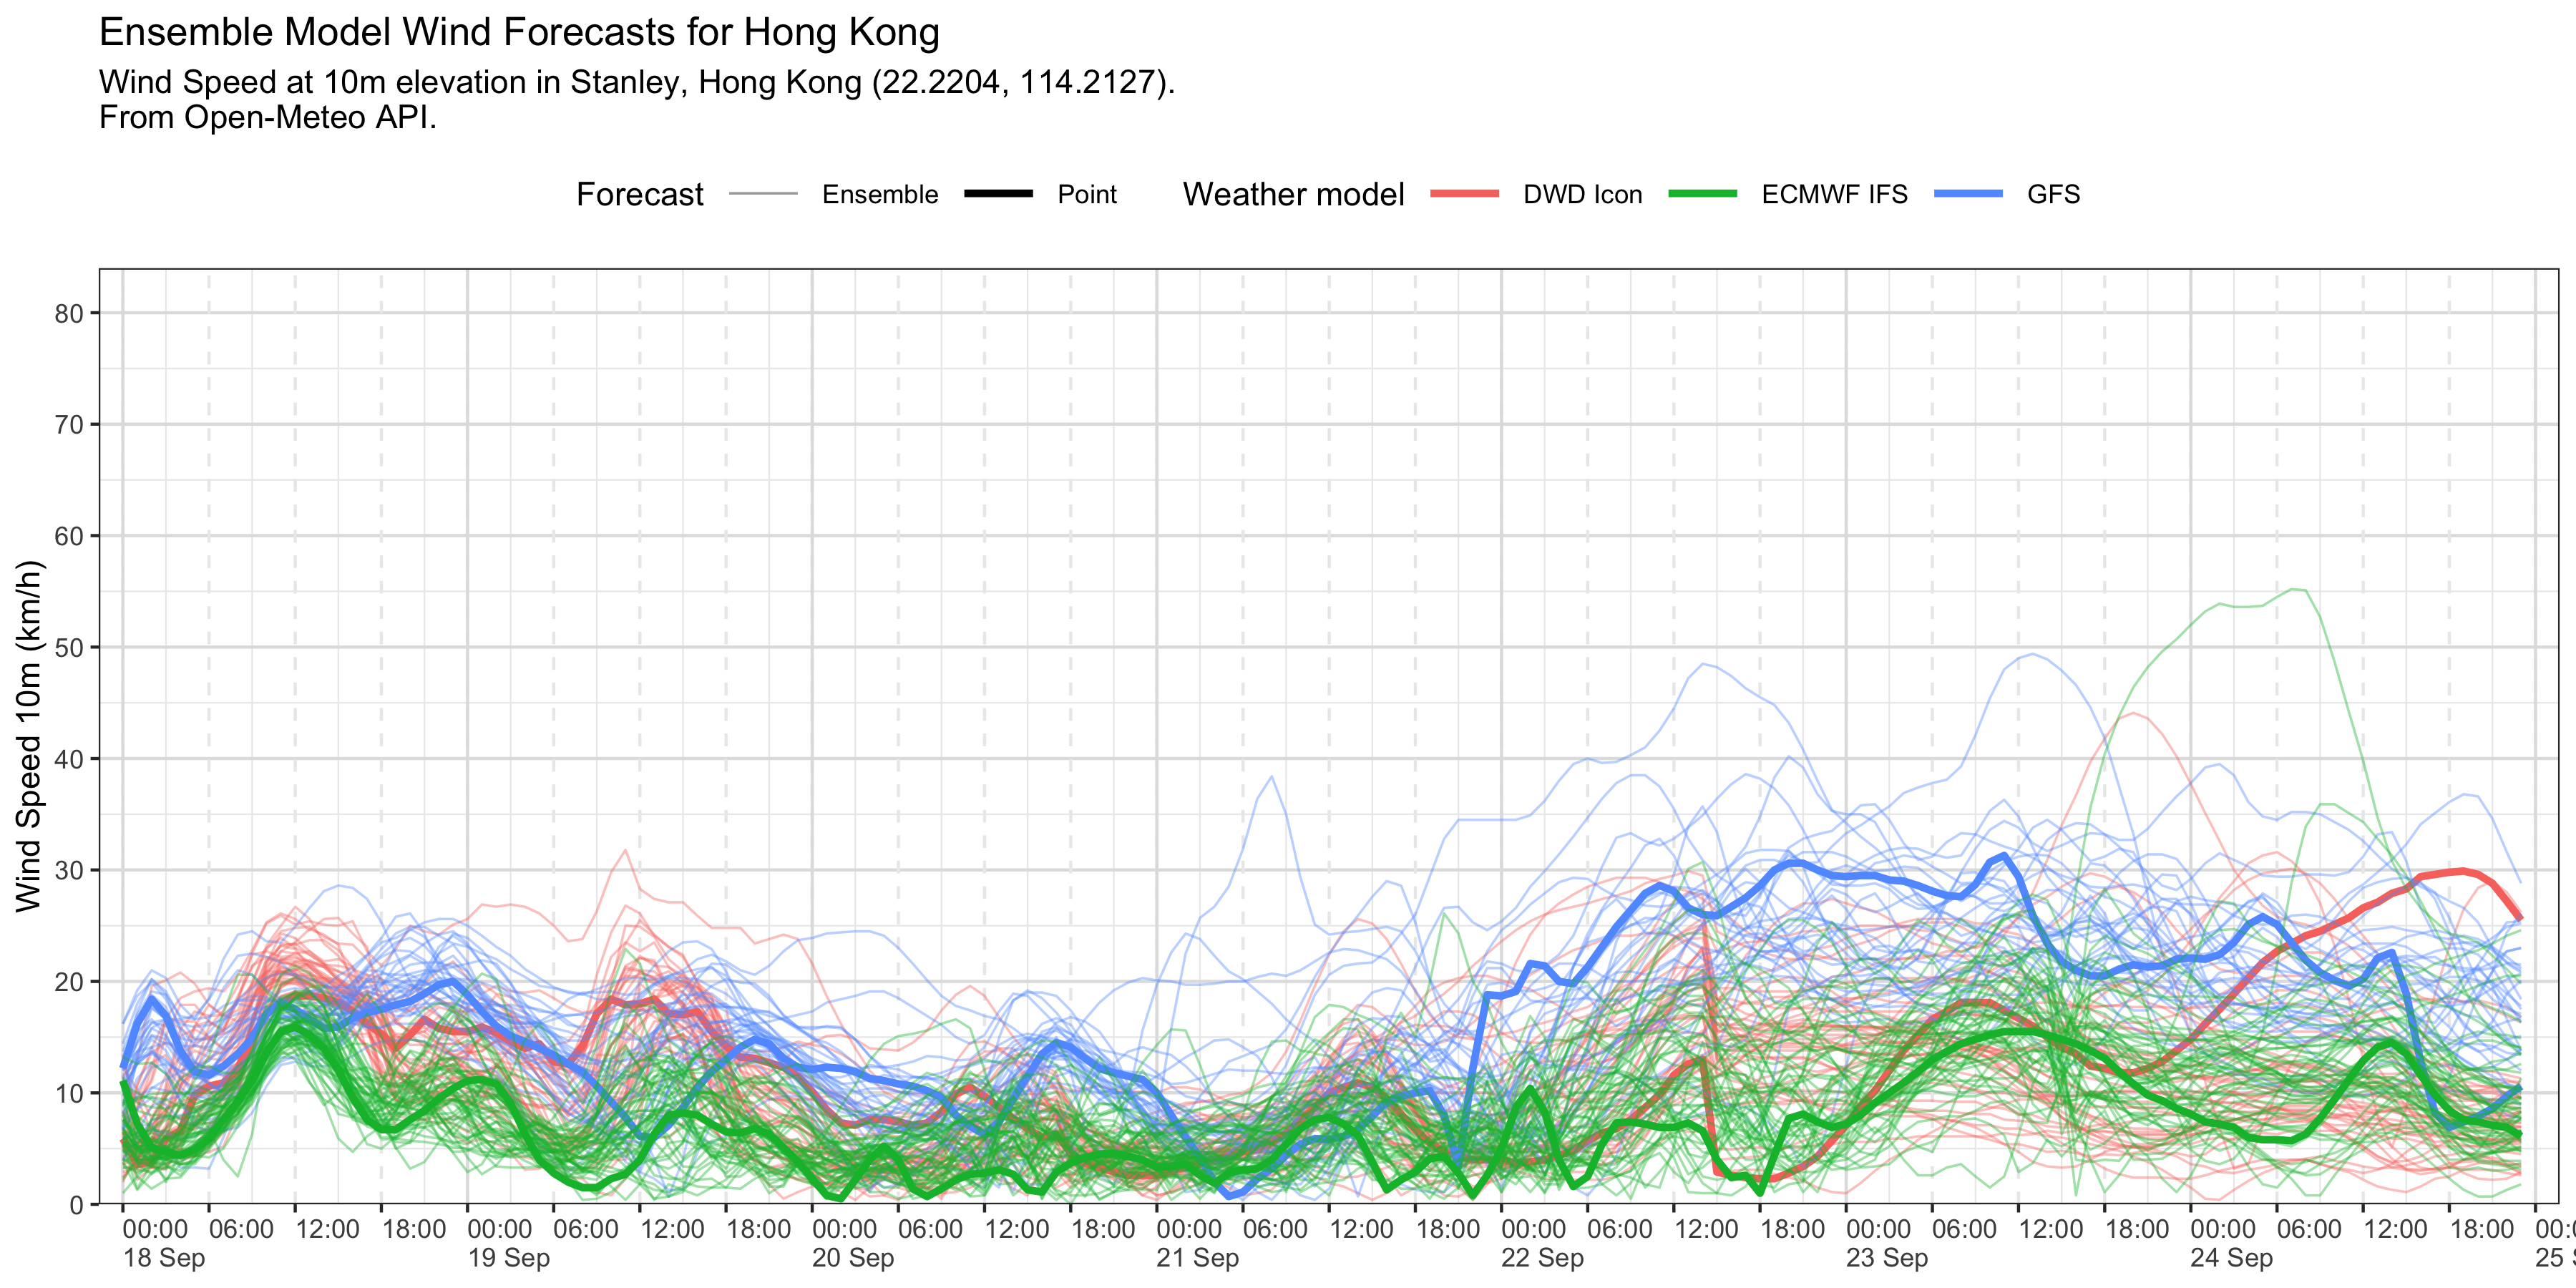 Ensemble Model Wind Forecasts for Hong Kong
Wind Speed at 10m elevation in Stanley, Hong Kong (22.2204, 114.2127).
From Open-Meteo API.
Forecast Ensemble Point Weather model DWD Icon ECMWF IFS GFS
Wind Speed 10m (km/h)
80
70
60
50
40
30
20
10
0
00:00 06:00 12:00 18:00 00:00 06:00 12:00 18:00 00:00 06:00 12:00 18:00 00:00 06:00 12:00 18:00 00:00 06:00 12:00 18:00 00:00 06:00 12:00 18:00 00:00 06:00 12:00 18:00
18 Sep 19 Sep 20 Sep 21 Sep 22 Sep 23 Sep 24 Sep 25